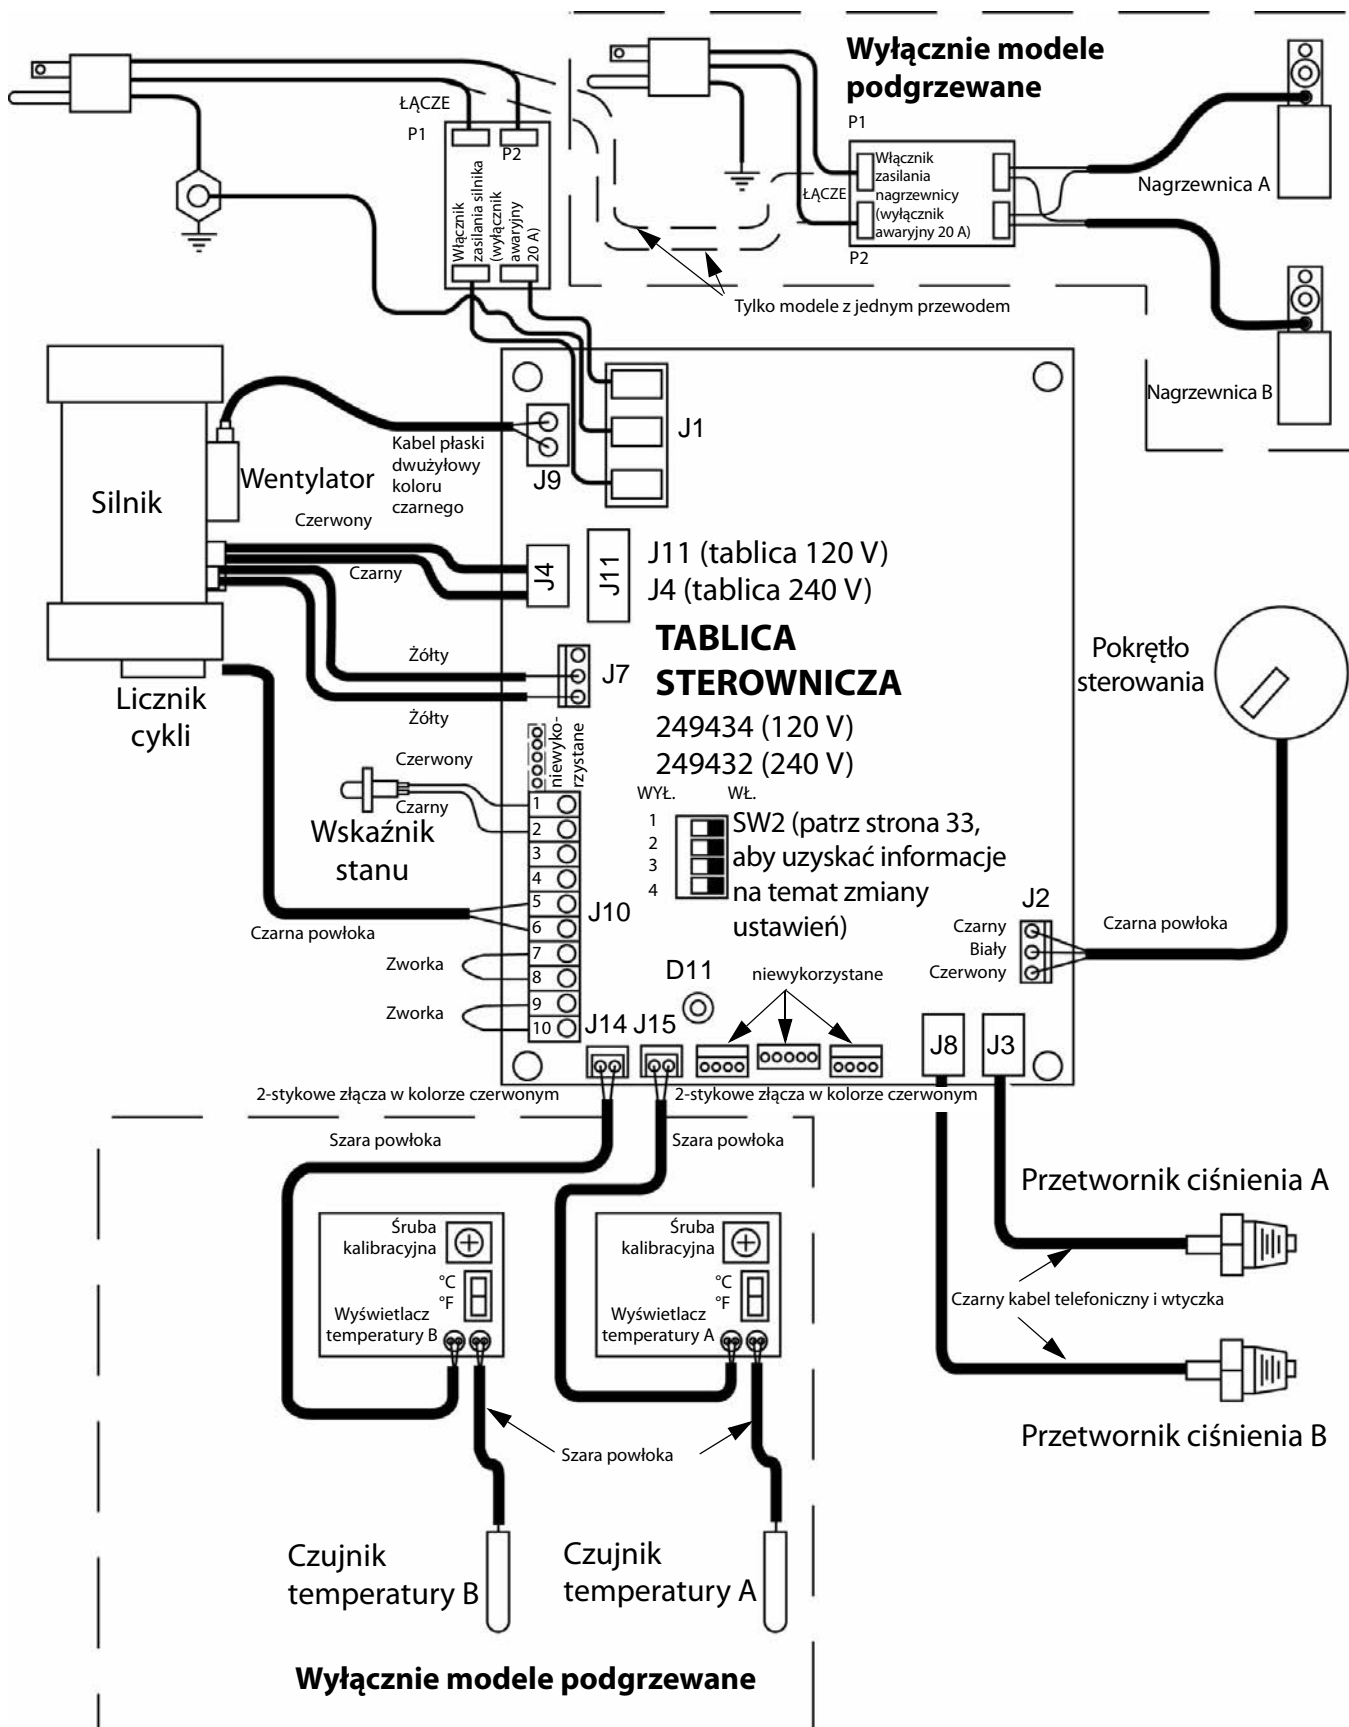 Wyłącznie modele
podgrzewane
ŁĄCZE
P1
P2
Włącznik
zasilania silnika
(wyłącznik
awaryjny
20 A)
P1
Włącznik
zasilania
nagrzewnicy
(wyłącznik
awaryjny 20 A)
ŁĄCZE
P2
Nagrzewnica A
Tylko modele z jednym przewodem
Nagrzewnica B
J1
Kabel płaski
dwużyłowy
koloru
czarnego
J9
Wentylator
Silnik
Czerwony
Czarny
J4
J11
J11 (tablica 120 V)
J4 (tablica 240 V)
TABLICA
STEROWNICZA
249434 (120 V)
249432 (240 V)
Żółty
J7
Żółty
Licznik
cykli
Pokrętło
sterowania
niewyko-
rzystane
Czerwony
Czarny
Wskaźnik
stanu
WYŁ.
WŁ.
1
2
3
4
SW2 (patrz strona 33,
aby uzyskać informacje
na temat zmiany
ustawień)
1
2
3
4
5
6
7
8
9
10
J10
Czarna powłoka
Zworka
Zworka
J2
Czarny
Biały
Czerwony
Czarna powłoka
D11
niewykorzystane
J14
J15
J8
J3
2-stykowe złącza w kolorze czerwonym
2-stykowe złącza w kolorze czerwonym
Szara powłoka
Szara powłoka
Przetwornik ciśnienia A
Śruba
kalibracyjna
°C
°F
Wyświetlacz
temperatury B
Śruba
kalibracyjna
°C
°F
Wyświetlacz
temperatury A
Czarny kabel telefoniczny i wtyczka
Przetwornik ciśnienia B
Szara powłoka
Czujnik
temperatury B
Czujnik
temperatury A
Wyłącznie modele podgrzewane